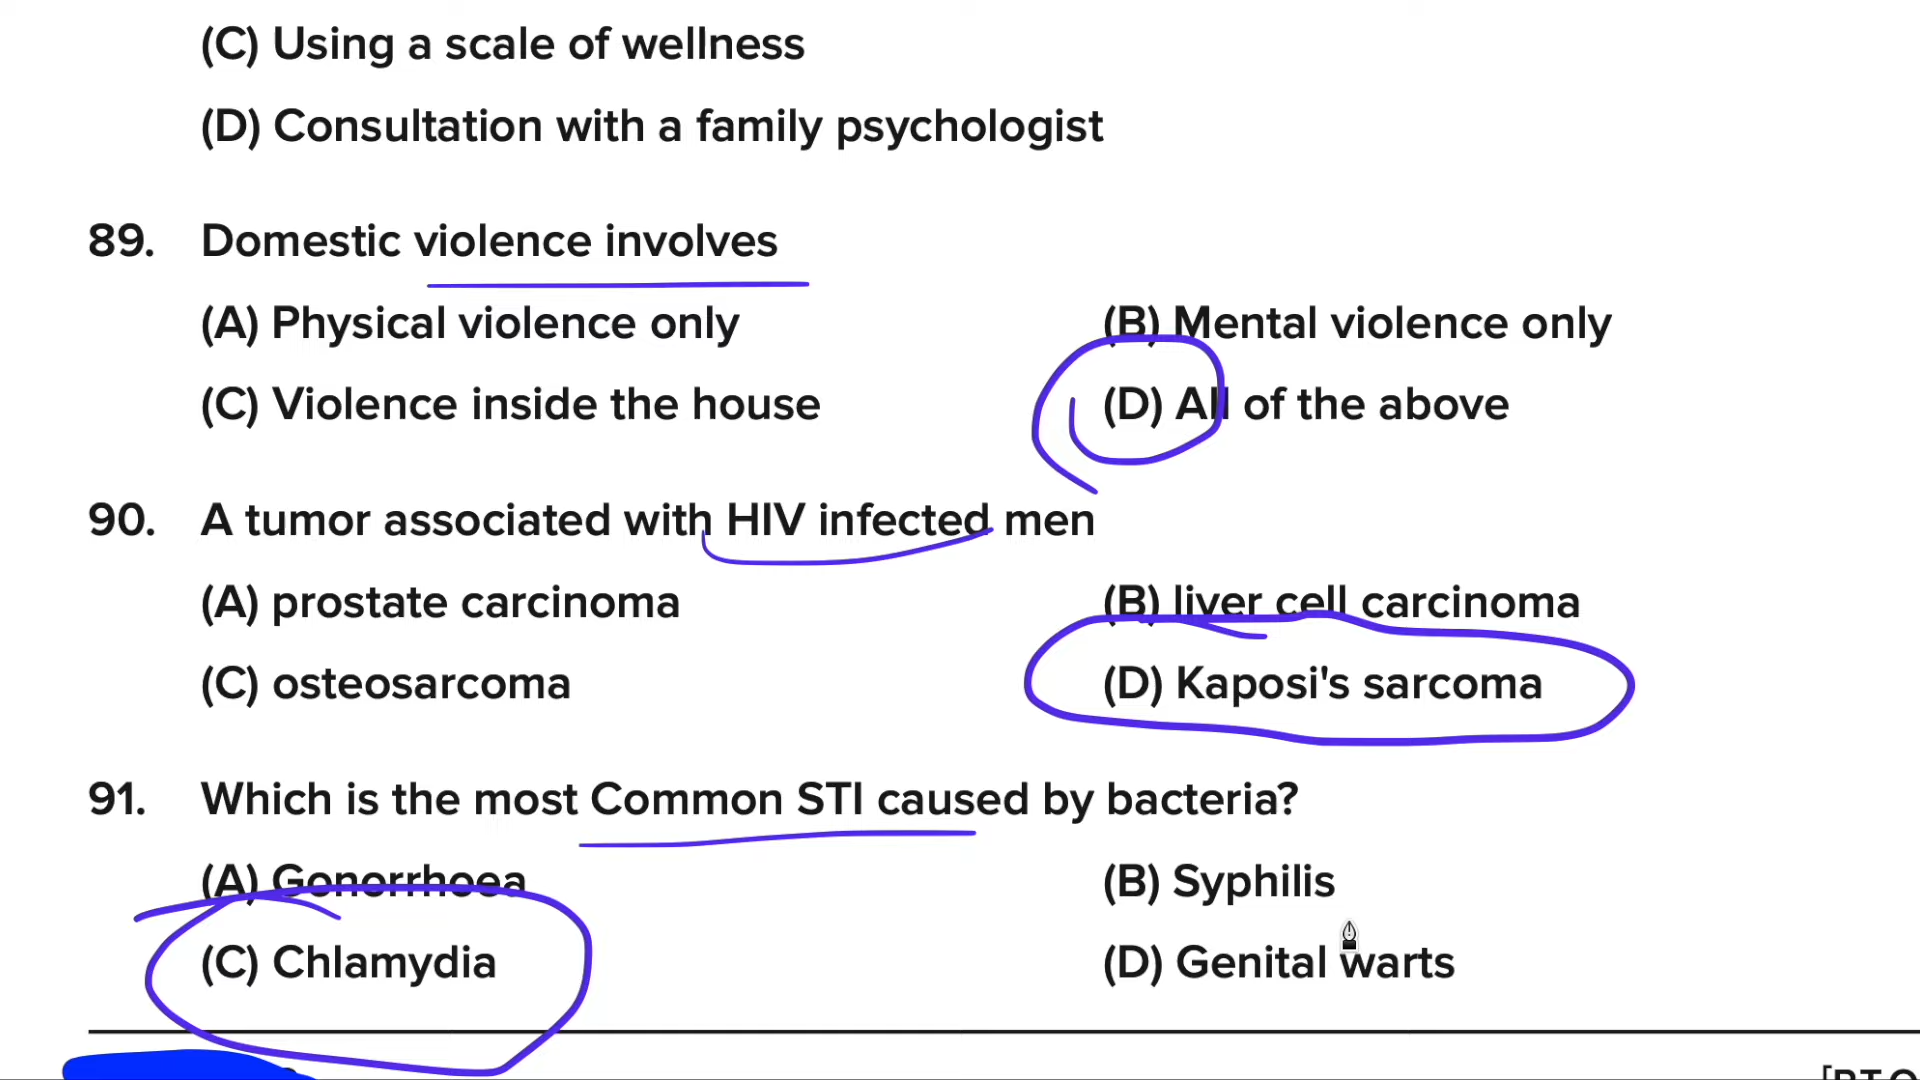 (C) Using a scale of wellness
(D) Consultation with a family psychologist
89. Domestic violence involves
(A) Physical violence only (B) Mental violence only
(C) Violence inside the house (D) All of the above
90. A tumor associated with HIV infected men
(A) prostate carcinoma (B) liver cell carcinoma
(C) osteosarcoma (D) Kaposi's sarcoma
91. Which is the most Common STI caused by bacteria?
(A) Gonorrhoea (B) Syphilis
(C) Chlamydia (D) Genital warts